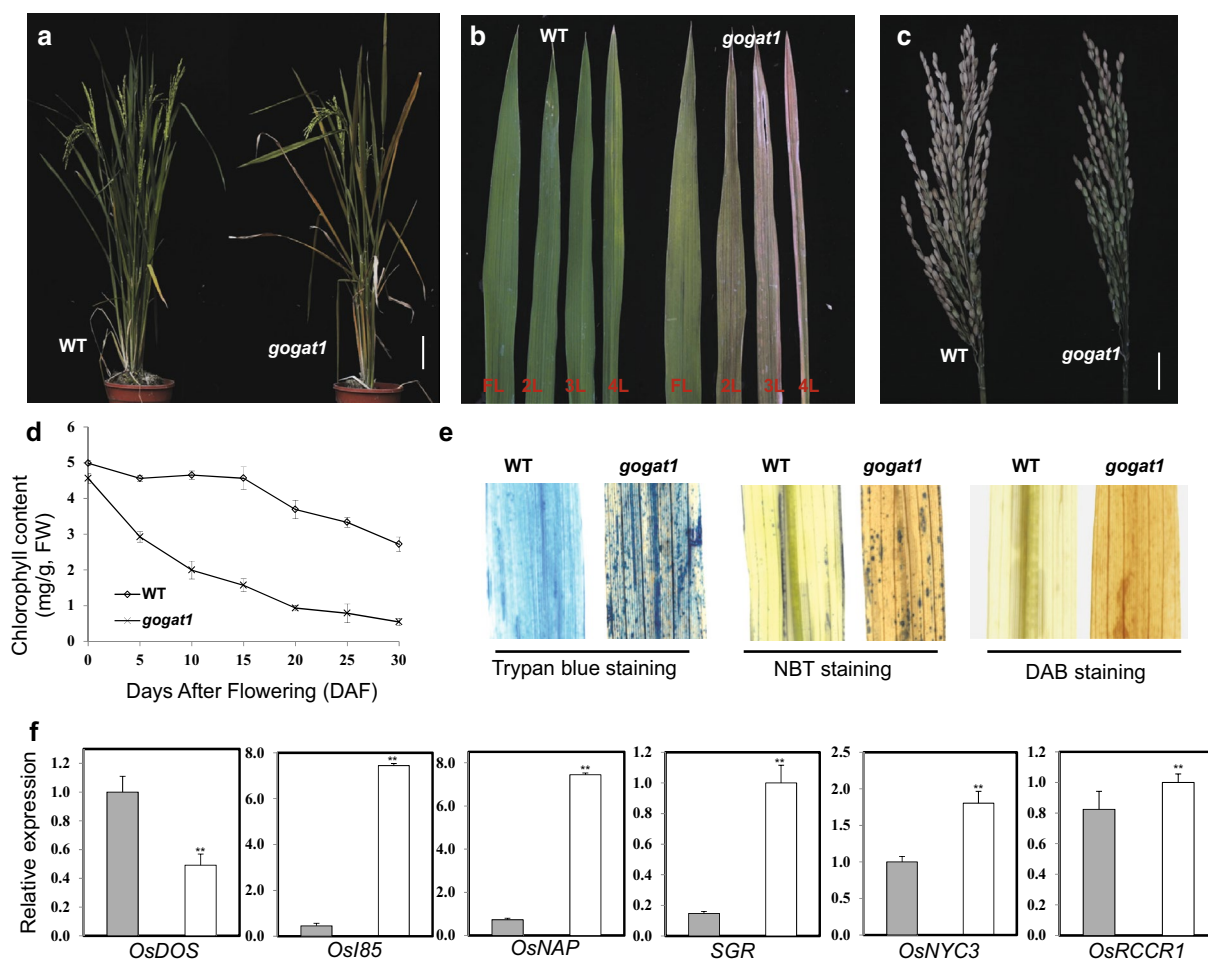 a
WT
gogat1
b
WT
gogat1
FL 2L 3L 4L FL 2L 3L 4L
c
WT
gogat1
d
Chlorophyll content
(mg/g, FW)
6
5
4
3
2
1
0
WT
gogat1
0 5 10 15 20 25 30
Days After Flowering (DAF)
e
WT gogat1
Trypan blue staining
WT gogat1
NBT staining
WT gogat1
DAB staining
f
Relative expression
1.2
1.0
0.8
0.6
0.4
0.2
0.0
**
OsDOS
8.0
6.0
4.0
2.0
0.0
**
OsI85
8.0
6.0
4.0
2.0
0.0
**
OsNAP
1.2
1.0
0.8
0.6
0.4
0.2
0.0
**
SGR
2.5
2.0
1.5
1.0
0.5
0.0
**
OsNYC3
1.2
1.0
0.8
0.6
0.4
0.2
0.0
**
OsRCCR1